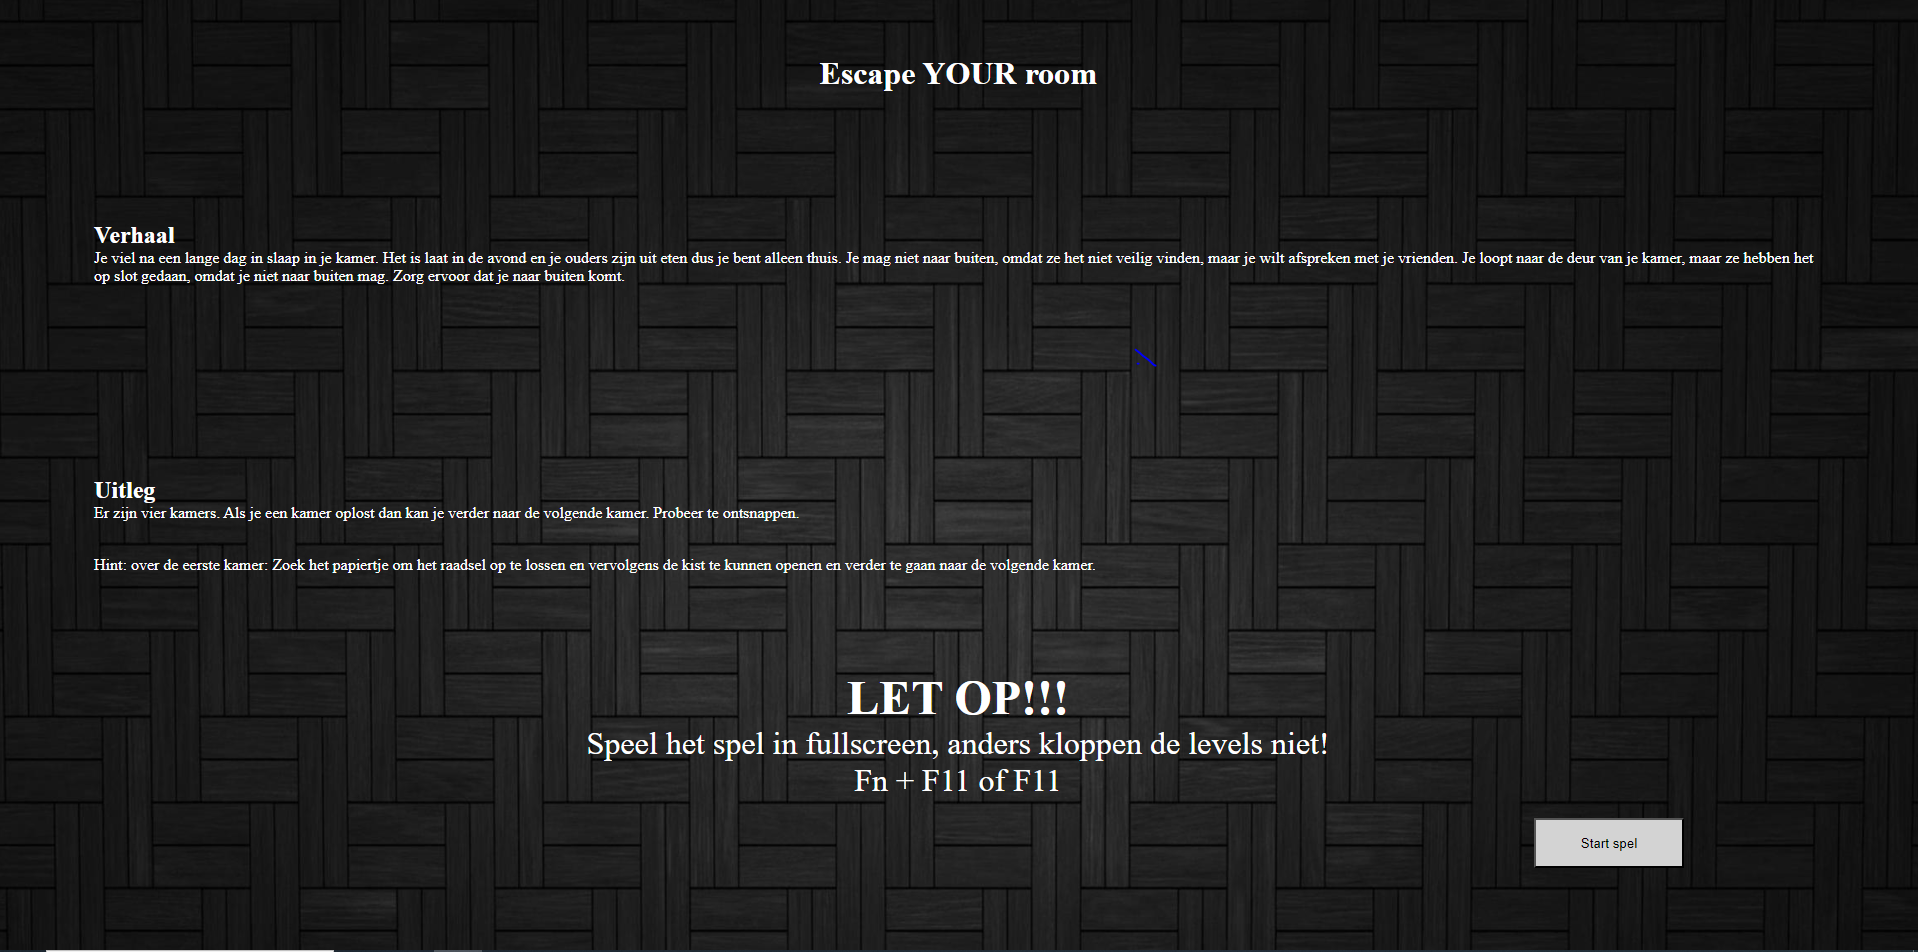 Escape YOUR room
Verhaal
Je viel na een lange dag in slaap in je kamer. Het is laat in de avond en je ouders zijn uit eten dus je bent alleen thuis. Je mag niet naar buiten, omdat ze het niet veilig vinden, maar je wilt afspreken met je vrienden. Je loopt naar de deur van je kamer, maar ze hebben het
op slot gedaan, omdat je niet naar buiten mag. Zorg ervoor dat je naar buiten komt.
Uitleg
Er zijn vier kamers. Als je een kamer oplost dan kan je verder naar de volgende kamer. Probeer te ontsnappen.
Hint: over de eerste kamer: Zoek het papiertje om het raadsel op te lossen en vervolgens de kist te kunnen openen en verder te gaan naar de volgende kamer.
LET OP!!!
Speel het spel in fullscreen, anders kloppen de levels niet!
Fn + F11 of F11
Start spel